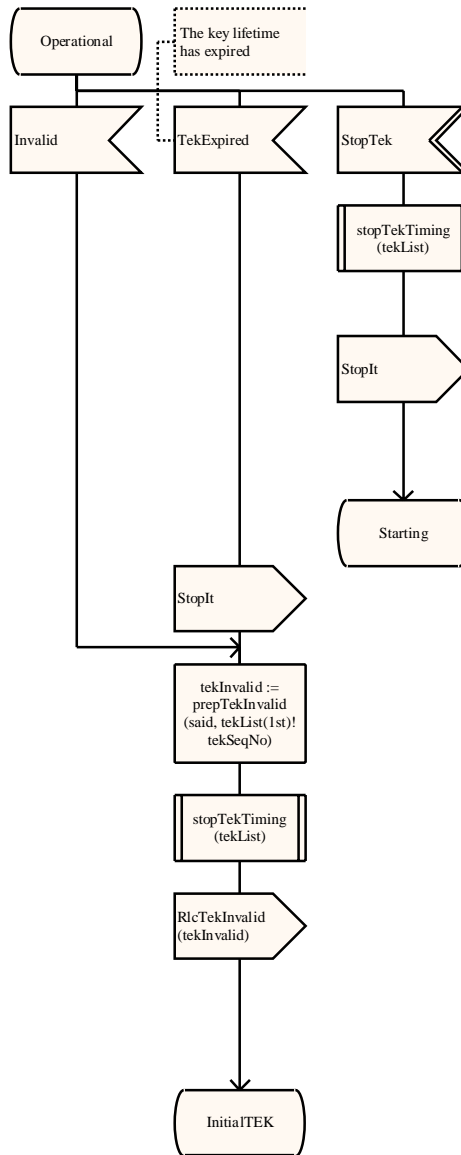 Operational
The key lifetime
has expired
Invalid
TekExpired
StopTek
stopTekTiming
(tekList)
StopIt
Starting
StopIt
tekInvalid :=
prepTekInvalid
(said, tekList(1st)!
tekSeqNo)
stopTekTiming
(tekList)
RlcTekInvalid
(tekInvalid)
InitialTEK